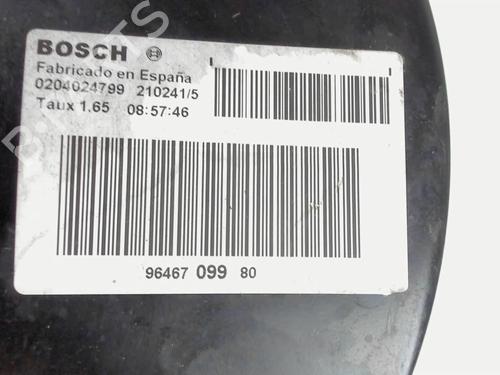 BOSCH
Fabricado en España
0204024799 210241/5
Taux 1.65 08:57:46
96467 099 80